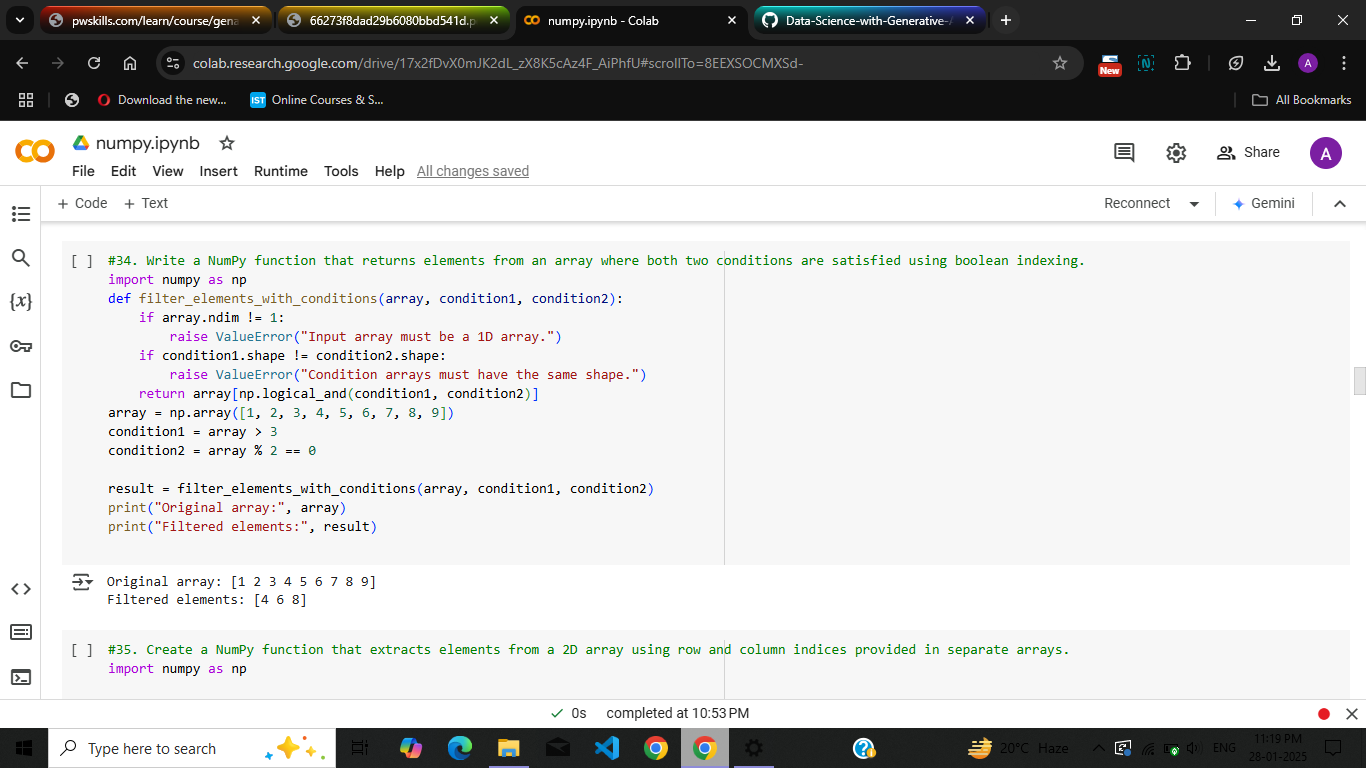 pwskills.com/learn/course/gena
66273f8dad29b6080bbd541d.p
numpy.ipynb - Colab
Data-Science-with-Generative-
colab.research.google.com/drive/17x2fDvX0mJK2dL_zX8K5cAz4F_AiPhfU#scrollTo=8EEXSOCMXSd-
New
N
A
Download the new...
IST
Online Courses & S...
All Bookmarks
numpy.ipynb
File Edit View Insert Runtime Tools Help All changes saved
Share
A
+ Code + Text
Reconnect
Gemini
[ ] #34. Write a NumPy function that returns elements from an array where both two conditions are satisfied using boolean indexing.
import numpy as np
def filter_elements_with_conditions(array, condition1, condition2):
if array.ndim != 1:
raise ValueError("Input array must be a 1D array.")
if condition1.shape != condition2.shape:
raise ValueError("Condition arrays must have the same shape.")
return array[np.logical_and(condition1, condition2)]
array = np.array([1, 2, 3, 4, 5, 6, 7, 8, 9])
condition1 = array > 3
condition2 = array % 2 == 0
result = filter_elements_with_conditions(array, condition1, condition2)
print("Original array:", array)
print("Filtered elements:", result)
Original array: [1 2 3 4 5 6 7 8 9]
Filtered elements: [4 6 8]
[ ] #35. Create a NumPy function that extracts elements from a 2D array using row and column indices provided in separate arrays.
import numpy as np
{x}
0s completed at 10:53 PM
Type here to search
20°C Haze
ENG
11:19 PM
28-01-2025